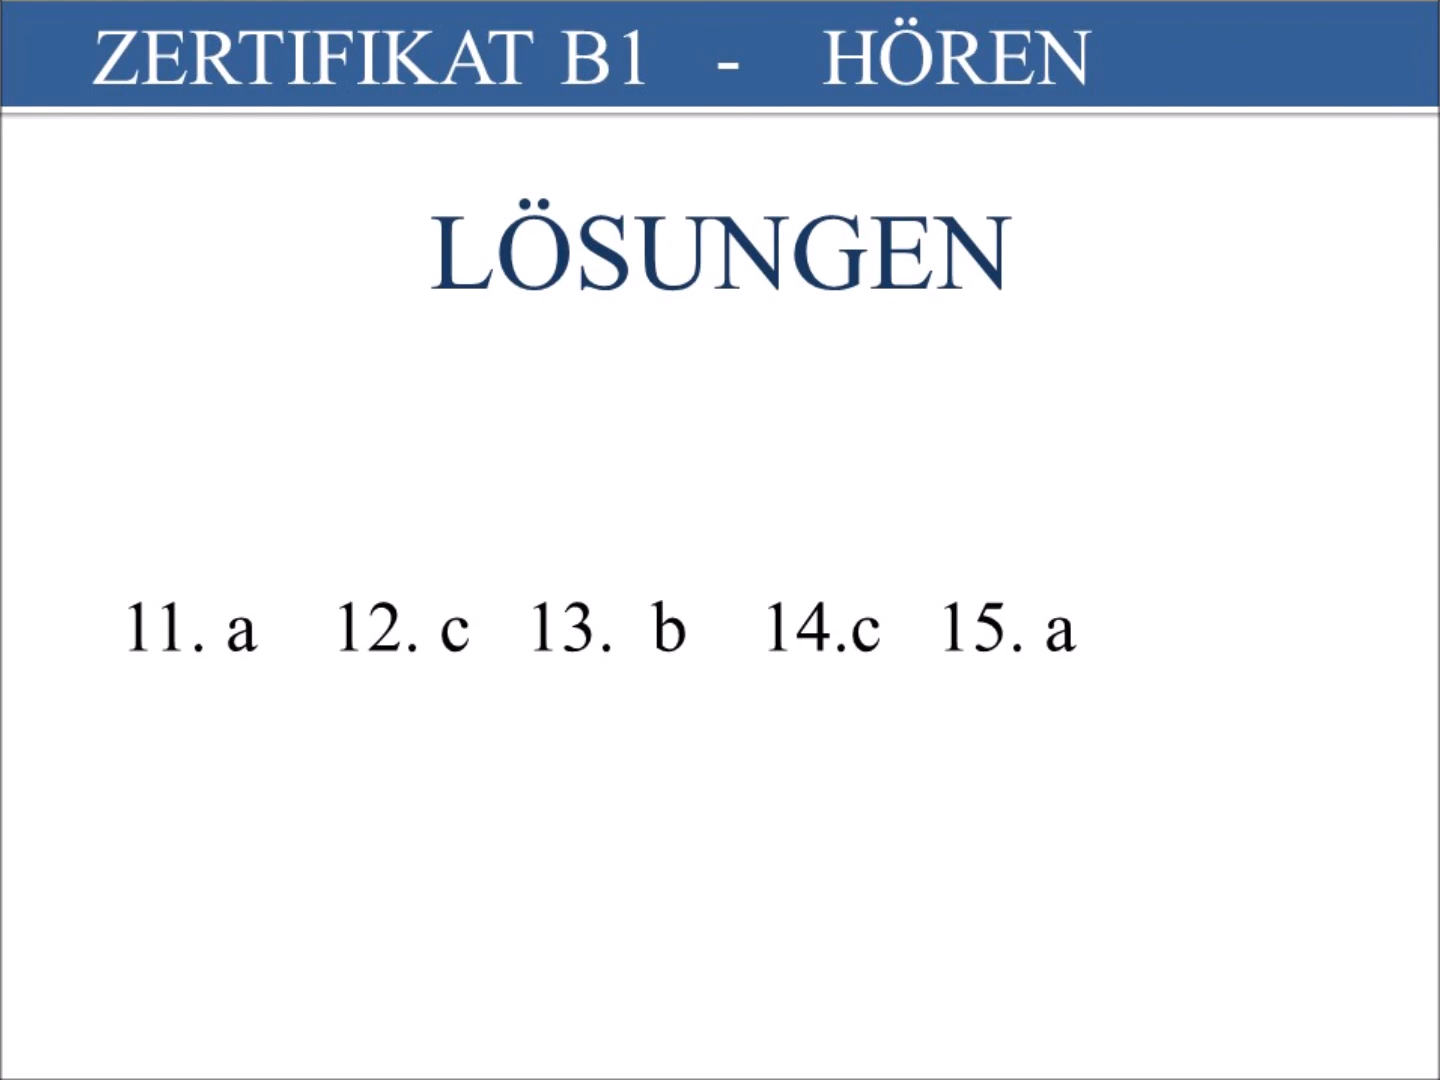 ZERTIFIKAT B1 - HÖREN
LÖSUNGEN
11. a 12. c 13. b 14.c 15. a